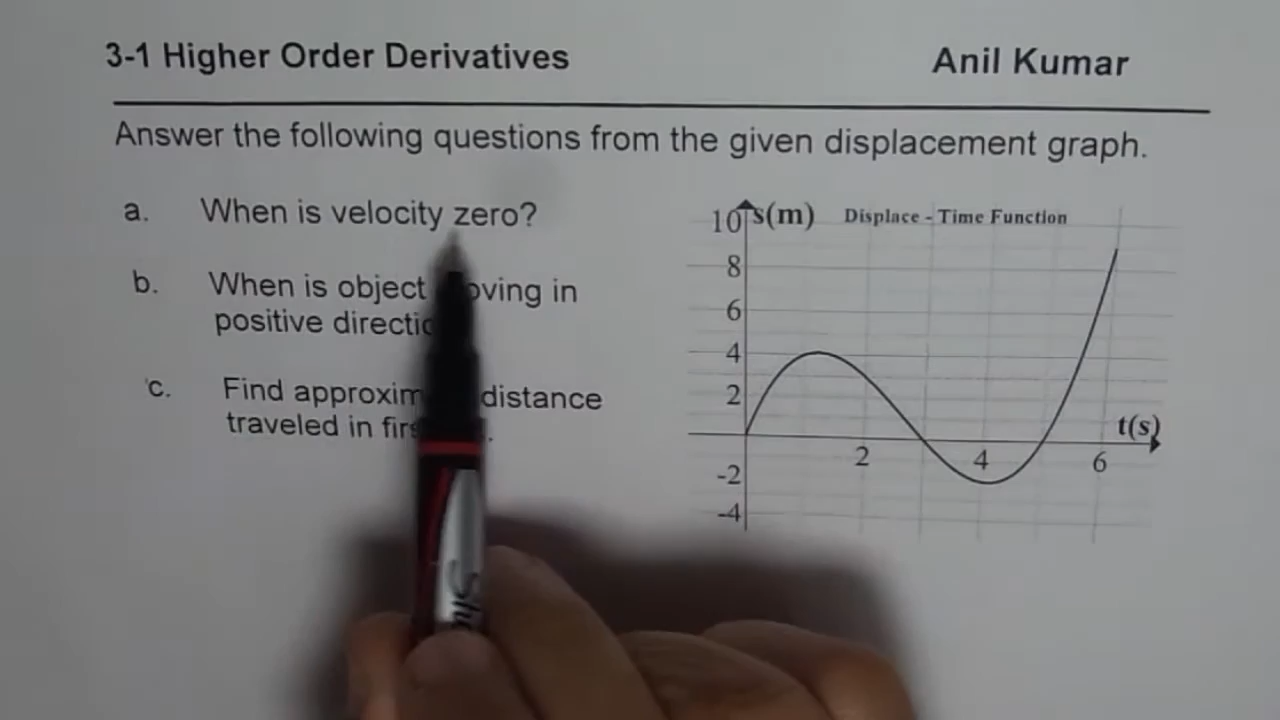 3-1 Higher Order Derivatives
Anil Kumar
Answer the following questions from the given displacement graph.
a. When is velocity zero?
b. When is object in
positive
c. Find distance
traveled in
10 s(m) Displace - Time Function
8
6
4
2
t(s)
2 4 6
-2
-4